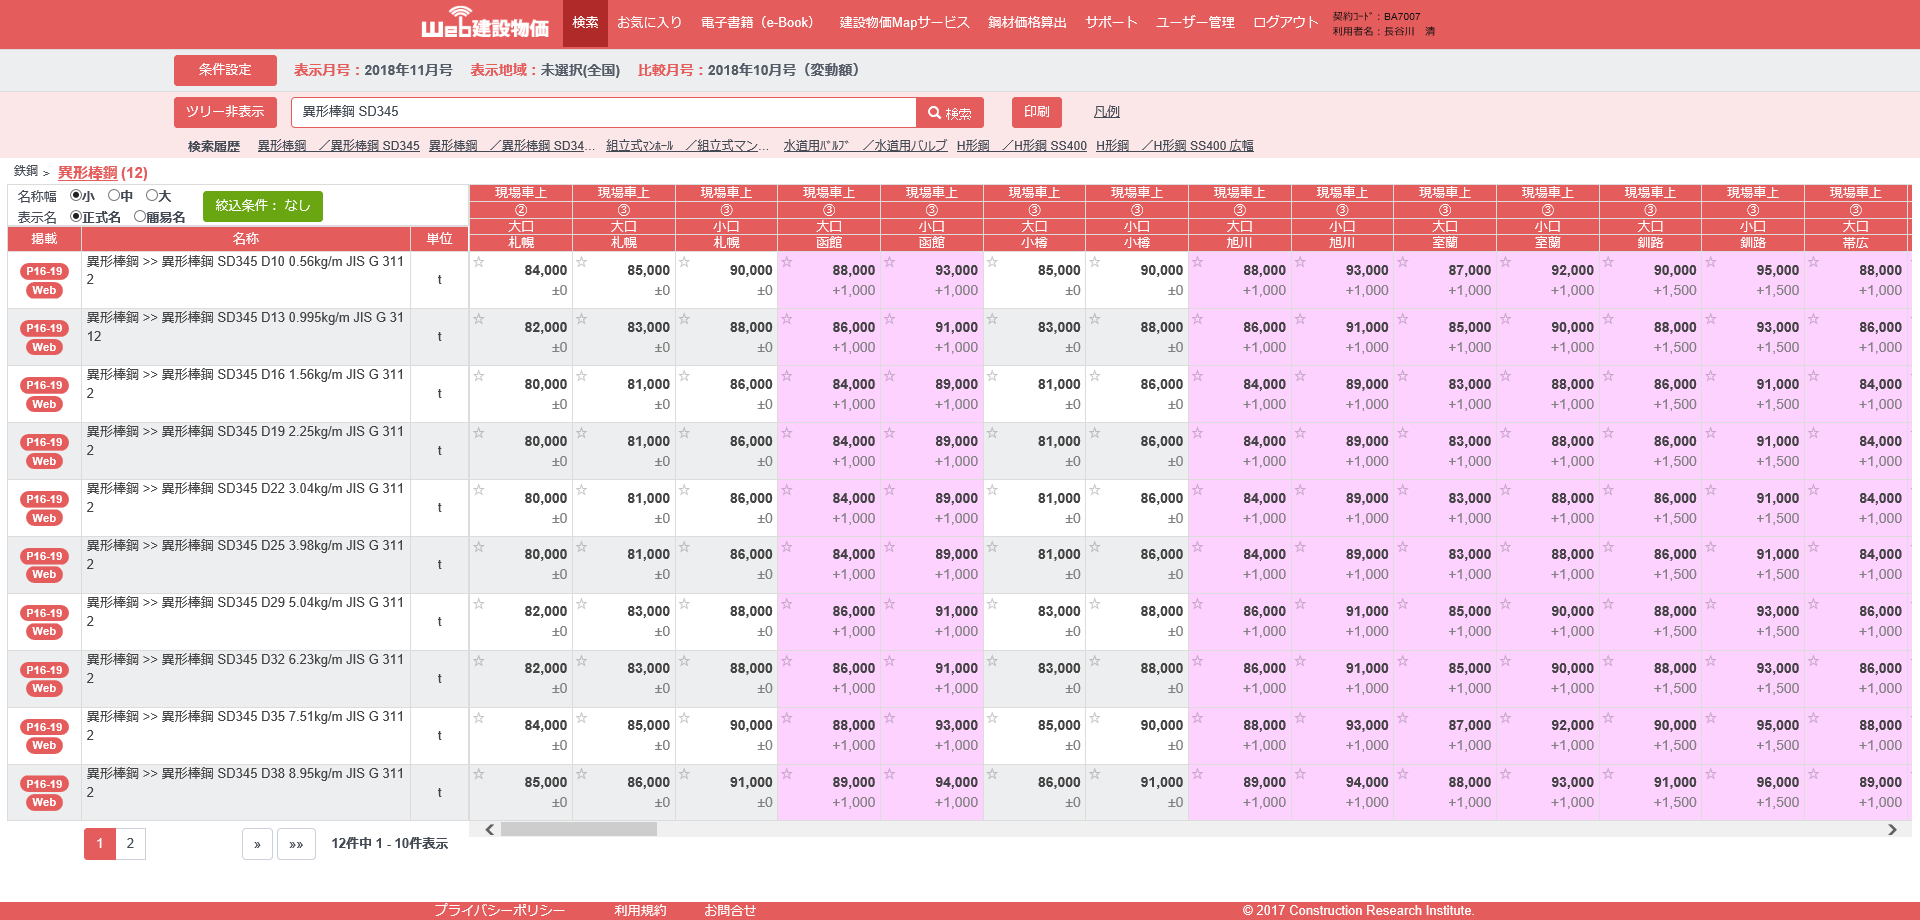 Web建設物価 検索 お気に入り 電子書籍（e-Book） 建設物価Mapサービス 鋼材価格算出 サポート ユーザー管理 ログアウト 契約ｺｰﾄﾞ：BA7007
利用者名：長谷川　清
条件設定 表示月号：2018年11月号 表示地域：未選択(全国) 比較月号：2018年10月号（変動額）
ツリー非表示 異形棒鋼 SD345 検索 印刷 凡例
検索履歴 異形棒鋼　／異形棒鋼 SD345 異形棒鋼　／異形棒鋼 SD34... 組立式ﾏﾝﾎｰﾙ　／組立式マン... 水道用ﾊﾞﾙﾌﾞ　／水道用バルブ H形鋼　／H形鋼 SS400 H形鋼　／H形鋼 SS400 広幅
鉄鋼 > 異形棒鋼 (12)
名称幅 小 中 大
表示名 正式名 簡易名
絞込条件： なし
現場車上 現場車上 現場車上 現場車上 現場車上 現場車上 現場車上 現場車上 現場車上 現場車上 現場車上 現場車上 現場車上 現場車上
② ③ ③ ③ ③ ③ ③ ③ ③ ③ ③ ③ ③ ③
大口 大口 小口 大口 小口 大口 小口 大口 小口 大口 小口 大口 小口 大口
掲載 名称 単位 札幌 札幌 札幌 函館 函館 小樽 小樽 旭川 旭川 室蘭 室蘭 釧路 釧路 帯広
P16-19 Web 異形棒鋼 >> 異形棒鋼 SD345 D10 0.56kg/m JIS G 311
2 t ☆ 84,000 ☆ 85,000 ☆ 90,000 ☆ 88,000 ☆ 93,000 ☆ 85,000 ☆ 90,000 ☆ 88,000 ☆ 93,000 ☆ 87,000 ☆ 92,000 ☆ 90,000 ☆ 95,000 ☆ 88,000
±0 ±0 ±0 +1,000 +1,000 ±0 ±0 +1,000 +1,000 +1,000 +1,000 +1,500 +1,500 +1,000
P16-19 Web 異形棒鋼 >> 異形棒鋼 SD345 D13 0.995kg/m JIS G 31
12 t ☆ 82,000 ☆ 83,000 ☆ 88,000 ☆ 86,000 ☆ 91,000 ☆ 83,000 ☆ 88,000 ☆ 86,000 ☆ 91,000 ☆ 85,000 ☆ 90,000 ☆ 88,000 ☆ 93,000 ☆ 86,000
±0 ±0 ±0 +1,000 +1,000 ±0 ±0 +1,000 +1,000 +1,000 +1,000 +1,500 +1,500 +1,000
P16-19 Web 異形棒鋼 >> 異形棒鋼 SD345 D16 1.56kg/m JIS G 311
2 t ☆ 80,000 ☆ 81,000 ☆ 86,000 ☆ 84,000 ☆ 89,000 ☆ 81,000 ☆ 86,000 ☆ 84,000 ☆ 89,000 ☆ 83,000 ☆ 88,000 ☆ 86,000 ☆ 91,000 ☆ 84,000
±0 ±0 ±0 +1,000 +1,000 ±0 ±0 +1,000 +1,000 +1,000 +1,000 +1,500 +1,500 +1,000
P16-19 Web 異形棒鋼 >> 異形棒鋼 SD345 D19 2.25kg/m JIS G 311
2 t ☆ 80,000 ☆ 81,000 ☆ 86,000 ☆ 84,000 ☆ 89,000 ☆ 81,000 ☆ 86,000 ☆ 84,000 ☆ 89,000 ☆ 83,000 ☆ 88,000 ☆ 86,000 ☆ 91,000 ☆ 84,000
±0 ±0 ±0 +1,000 +1,000 ±0 ±0 +1,000 +1,000 +1,000 +1,000 +1,500 +1,500 +1,000
P16-19 Web 異形棒鋼 >> 異形棒鋼 SD345 D22 3.04kg/m JIS G 311
2 t ☆ 80,000 ☆ 81,000 ☆ 86,000 ☆ 84,000 ☆ 89,000 ☆ 81,000 ☆ 86,000 ☆ 84,000 ☆ 89,000 ☆ 83,000 ☆ 88,000 ☆ 86,000 ☆ 91,000 ☆ 84,000
±0 ±0 ±0 +1,000 +1,000 ±0 ±0 +1,000 +1,000 +1,000 +1,000 +1,500 +1,500 +1,000
P16-19 Web 異形棒鋼 >> 異形棒鋼 SD345 D25 3.98kg/m JIS G 311
2 t ☆ 80,000 ☆ 81,000 ☆ 86,000 ☆ 84,000 ☆ 89,000 ☆ 81,000 ☆ 86,000 ☆ 84,000 ☆ 89,000 ☆ 83,000 ☆ 88,000 ☆ 86,000 ☆ 91,000 ☆ 84,000
±0 ±0 ±0 +1,000 +1,000 ±0 ±0 +1,000 +1,000 +1,000 +1,000 +1,500 +1,500 +1,000
P16-19 Web 異形棒鋼 >> 異形棒鋼 SD345 D29 5.04kg/m JIS G 311
2 t ☆ 82,000 ☆ 83,000 ☆ 88,000 ☆ 86,000 ☆ 91,000 ☆ 83,000 ☆ 88,000 ☆ 86,000 ☆ 91,000 ☆ 85,000 ☆ 90,000 ☆ 88,000 ☆ 93,000 ☆ 86,000
±0 ±0 ±0 +1,000 +1,000 ±0 ±0 +1,000 +1,000 +1,000 +1,000 +1,500 +1,500 +1,000
P16-19 Web 異形棒鋼 >> 異形棒鋼 SD345 D32 6.23kg/m JIS G 311
2 t ☆ 82,000 ☆ 83,000 ☆ 88,000 ☆ 86,000 ☆ 91,000 ☆ 83,000 ☆ 88,000 ☆ 86,000 ☆ 91,000 ☆ 85,000 ☆ 90,000 ☆ 88,000 ☆ 93,000 ☆ 86,000
±0 ±0 ±0 +1,000 +1,000 ±0 ±0 +1,000 +1,000 +1,000 +1,000 +1,500 +1,500 +1,000
P16-19 Web 異形棒鋼 >> 異形棒鋼 SD345 D35 7.51kg/m JIS G 311
2 t ☆ 84,000 ☆ 85,000 ☆ 90,000 ☆ 88,000 ☆ 93,000 ☆ 85,000 ☆ 90,000 ☆ 88,000 ☆ 93,000 ☆ 87,000 ☆ 92,000 ☆ 90,000 ☆ 95,000 ☆ 88,000
±0 ±0 ±0 +1,000 +1,000 ±0 ±0 +1,000 +1,000 +1,000 +1,000 +1,500 +1,500 +1,000
P16-19 Web 異形棒鋼 >> 異形棒鋼 SD345 D38 8.95kg/m JIS G 311
2 t ☆ 85,000 ☆ 86,000 ☆ 91,000 ☆ 89,000 ☆ 94,000 ☆ 86,000 ☆ 91,000 ☆ 89,000 ☆ 94,000 ☆ 88,000 ☆ 93,000 ☆ 91,000 ☆ 96,000 ☆ 89,000
±0 ±0 ±0 +1,000 +1,000 ±0 ±0 +1,000 +1,000 +1,000 +1,000 +1,500 +1,500 +1,000
1 2 » »» 12件中 1 - 10件表示
プライバシーポリシー 利用規約 お問合せ © 2017 Construction Research Institute.